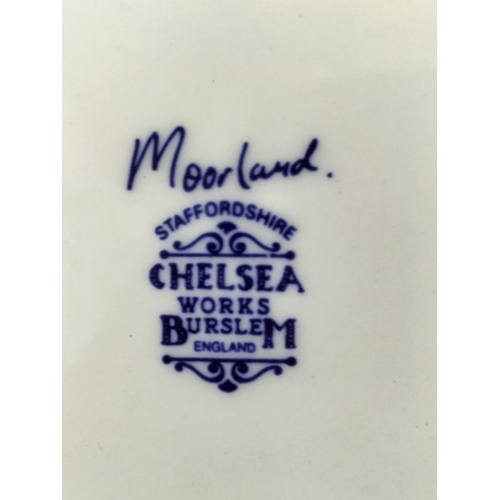 Moorland.
STAFFORDSHIRE
CHELSEA
WORKS
BURSLEM
ENGLAND